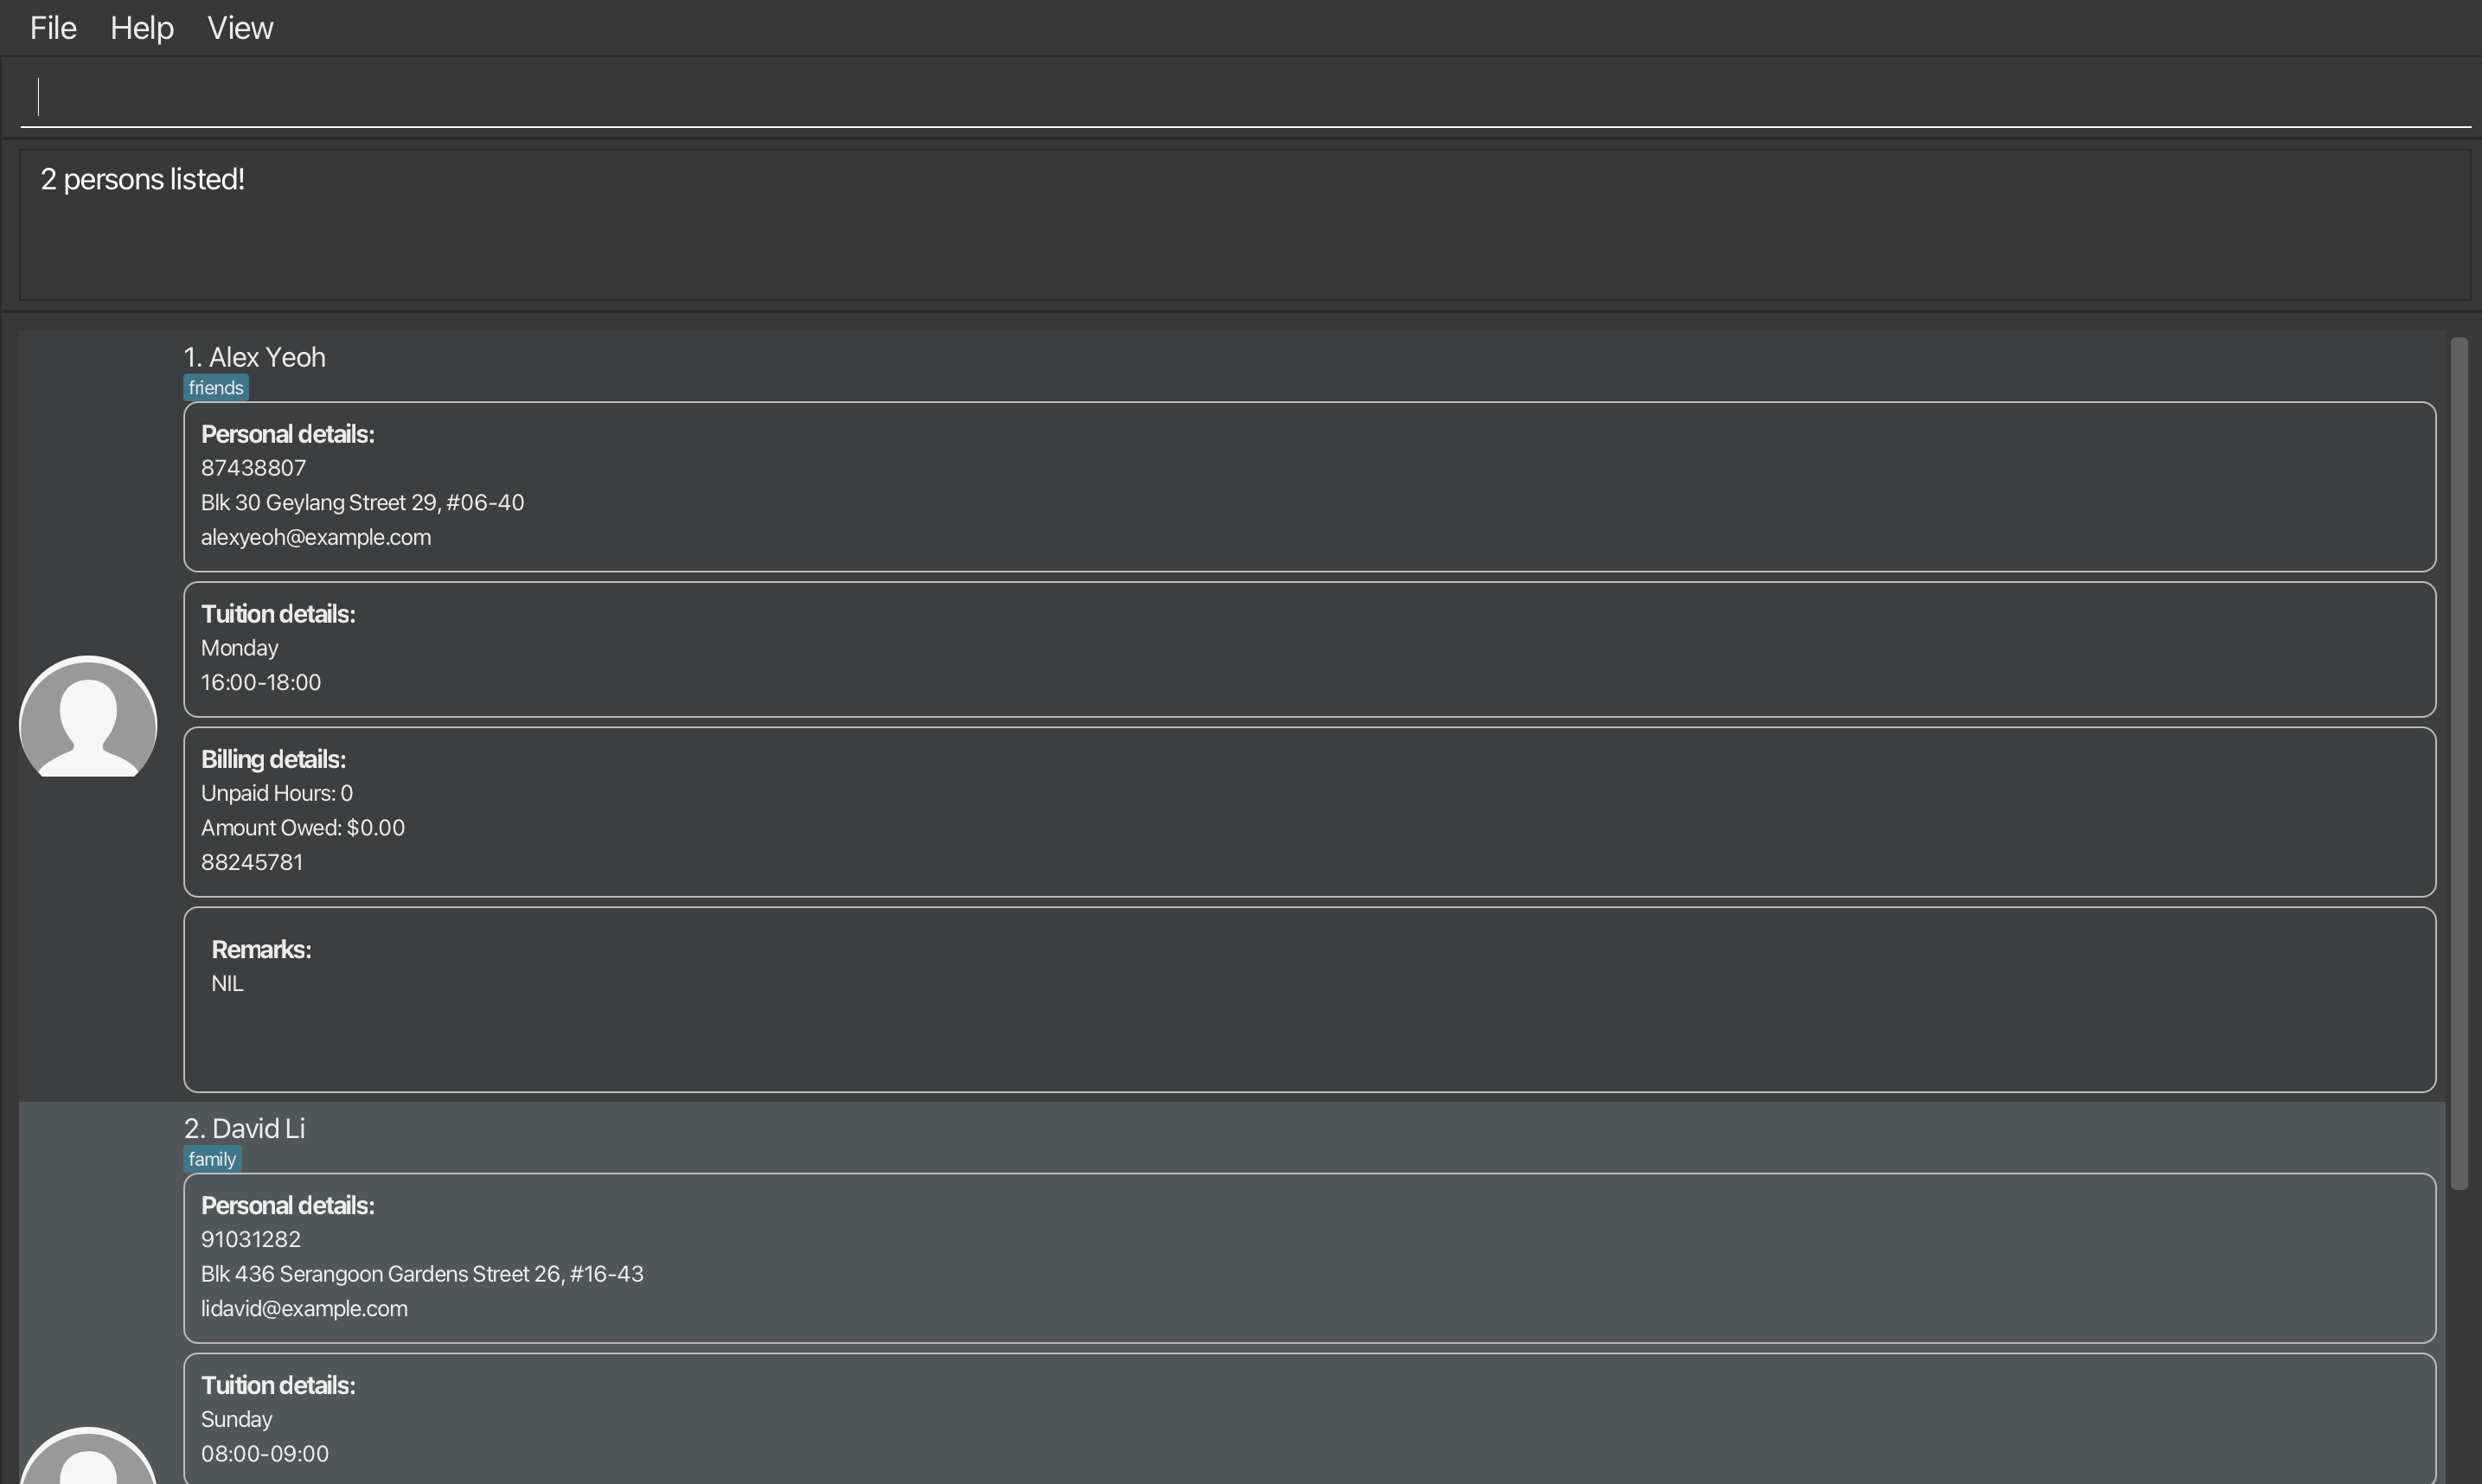 File Help View
2 persons listed!
1. Alex Yeoh
friends
Personal details:
87438807
Blk 30 Geylang Street 29, #06-40
alexyeoh@example.com
Tuition details:
Monday
16:00-18:00
Billing details:
Unpaid Hours: 0
Amount Owed: $0.00
88245781
Remarks:
NIL
2. David Li
family
Personal details:
91031282
Blk 436 Serangoon Gardens Street 26, #16-43
lidavid@example.com
Tuition details:
Sunday
08:00-09:00